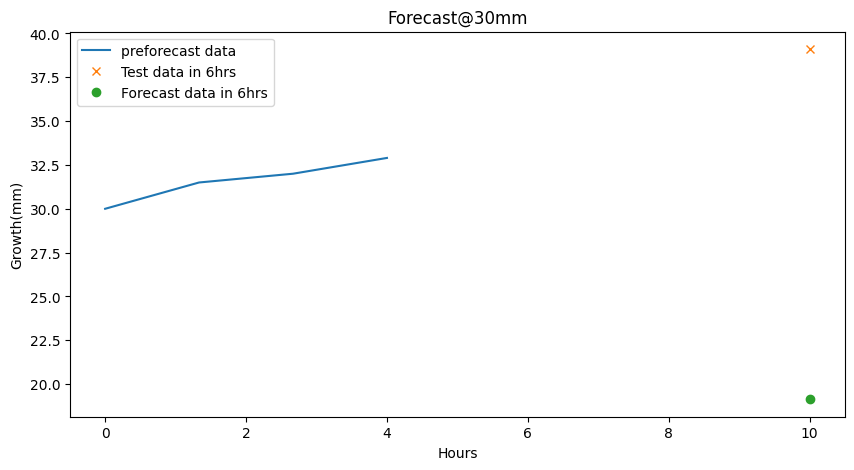 Forecast@30mm
preforecast data
Test data in 6hrs
Forecast data in 6hrs
Growth(mm)
40.0
37.5
35.0
32.5
30.0
27.5
25.0
22.5
20.0
0 2 4 6 8 10
Hours